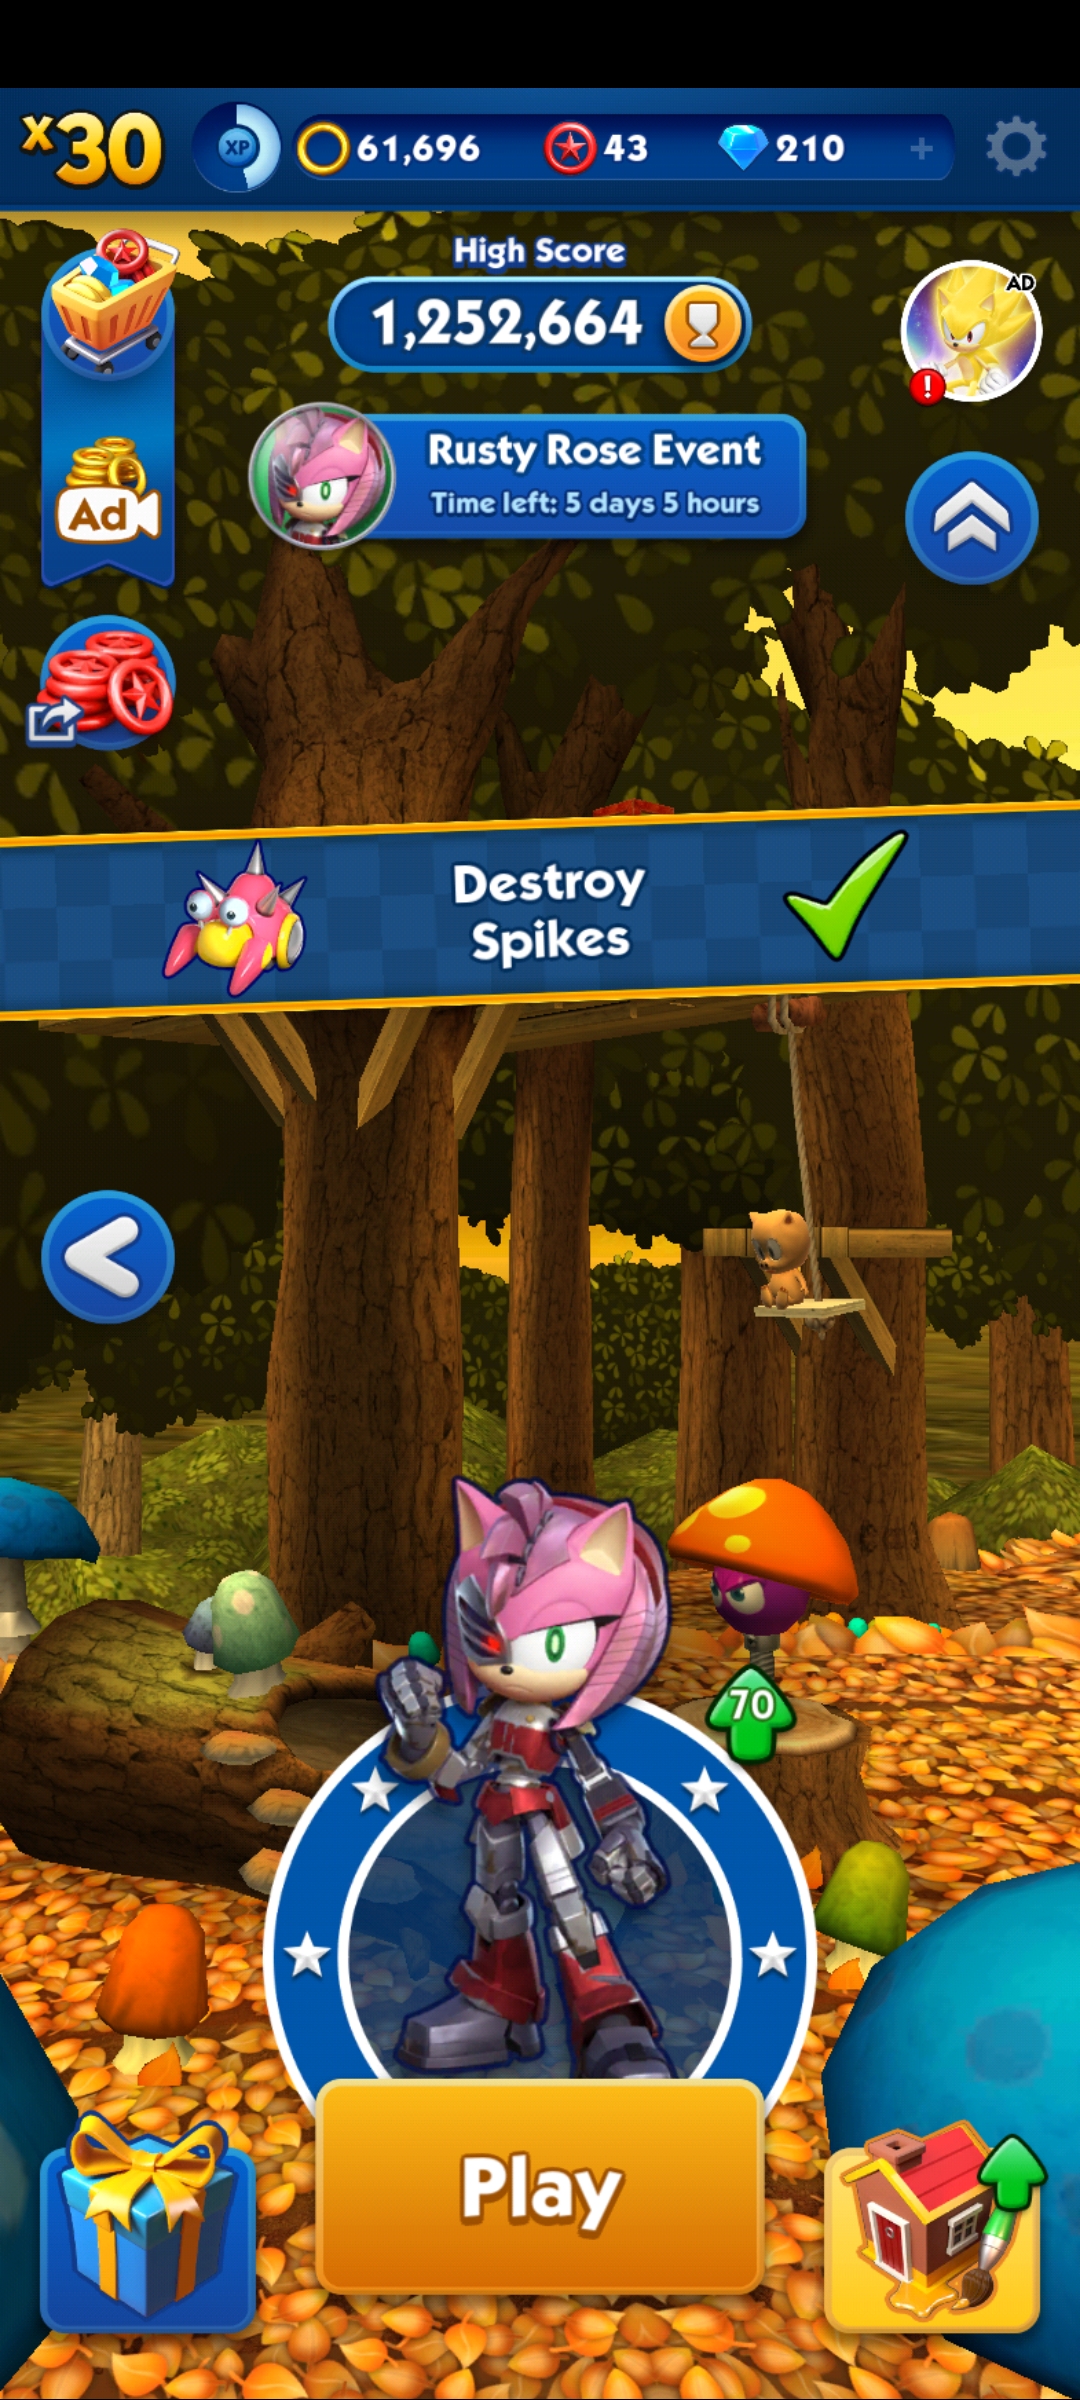 x30
XP
61,696
43
210
+
High Score
1,252,664
AD
!
Rusty Rose Event
Time left: 5 days 5 hours
Ad
Destroy
Spikes
70
Play